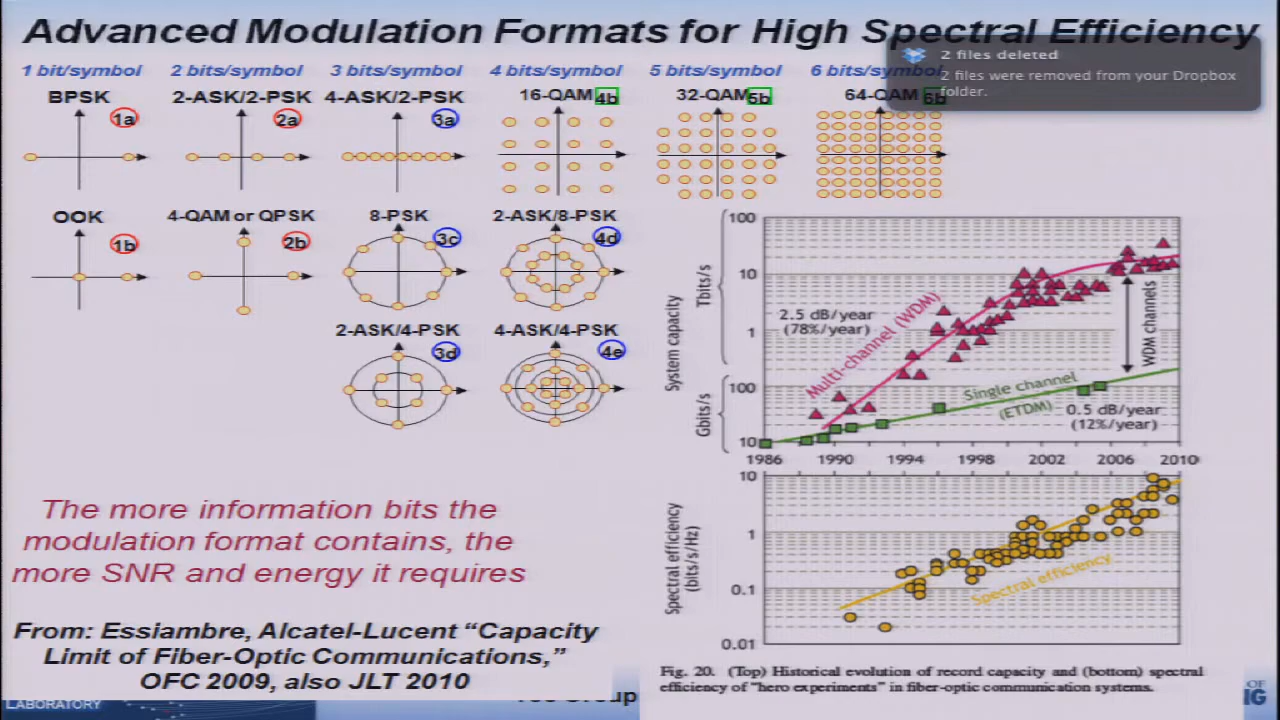 Advanced Modulation Formats for High Spectral Efficiency
2 files deleted
2 files were removed from your Dropbox
folder.
1 bit/symbol 2 bits/symbol 3 bits/symbol 4 bits/symbol 5 bits/symbol 6 bits/symbol
BPSK 2-ASK/2-PSK 4-ASK/2-PSK 16-QAM 32-QAM 64-QAM
1a 2a 3a 4b 5b 6b
OOK 4-QAM or QPSK 8-PSK 2-ASK/8-PSK
1b 2b 3c 4d
2-ASK/4-PSK 4-ASK/4-PSK
3d 4e
The more information bits the
modulation format contains, the
more SNR and energy it requires
From: Essiambre, Alcatel-Lucent “Capacity
Limit of Fiber-Optic Communications,”
OFC 2009, also JLT 2010
System capacity
Gbits/s Tbits/s
100
10
1
100
10
2.5 dB/year
(78%/year)
Multi-channel (WDM)
WDM channels
Single channel
(ETDM)
0.5 dB/year
(12%/year)
1986 1990 1994 1998 2002 2006 2010
Spectral efficiency
(bits/s/Hz)
10
1
0.1
0.01
Spectral efficiency
Fig. 20. (Top) Historical evolution of record capacity and (bottom) spectral
efficiency of "hero experiments" in fiber-optic communication systems.
LABORATORY
Group
OF